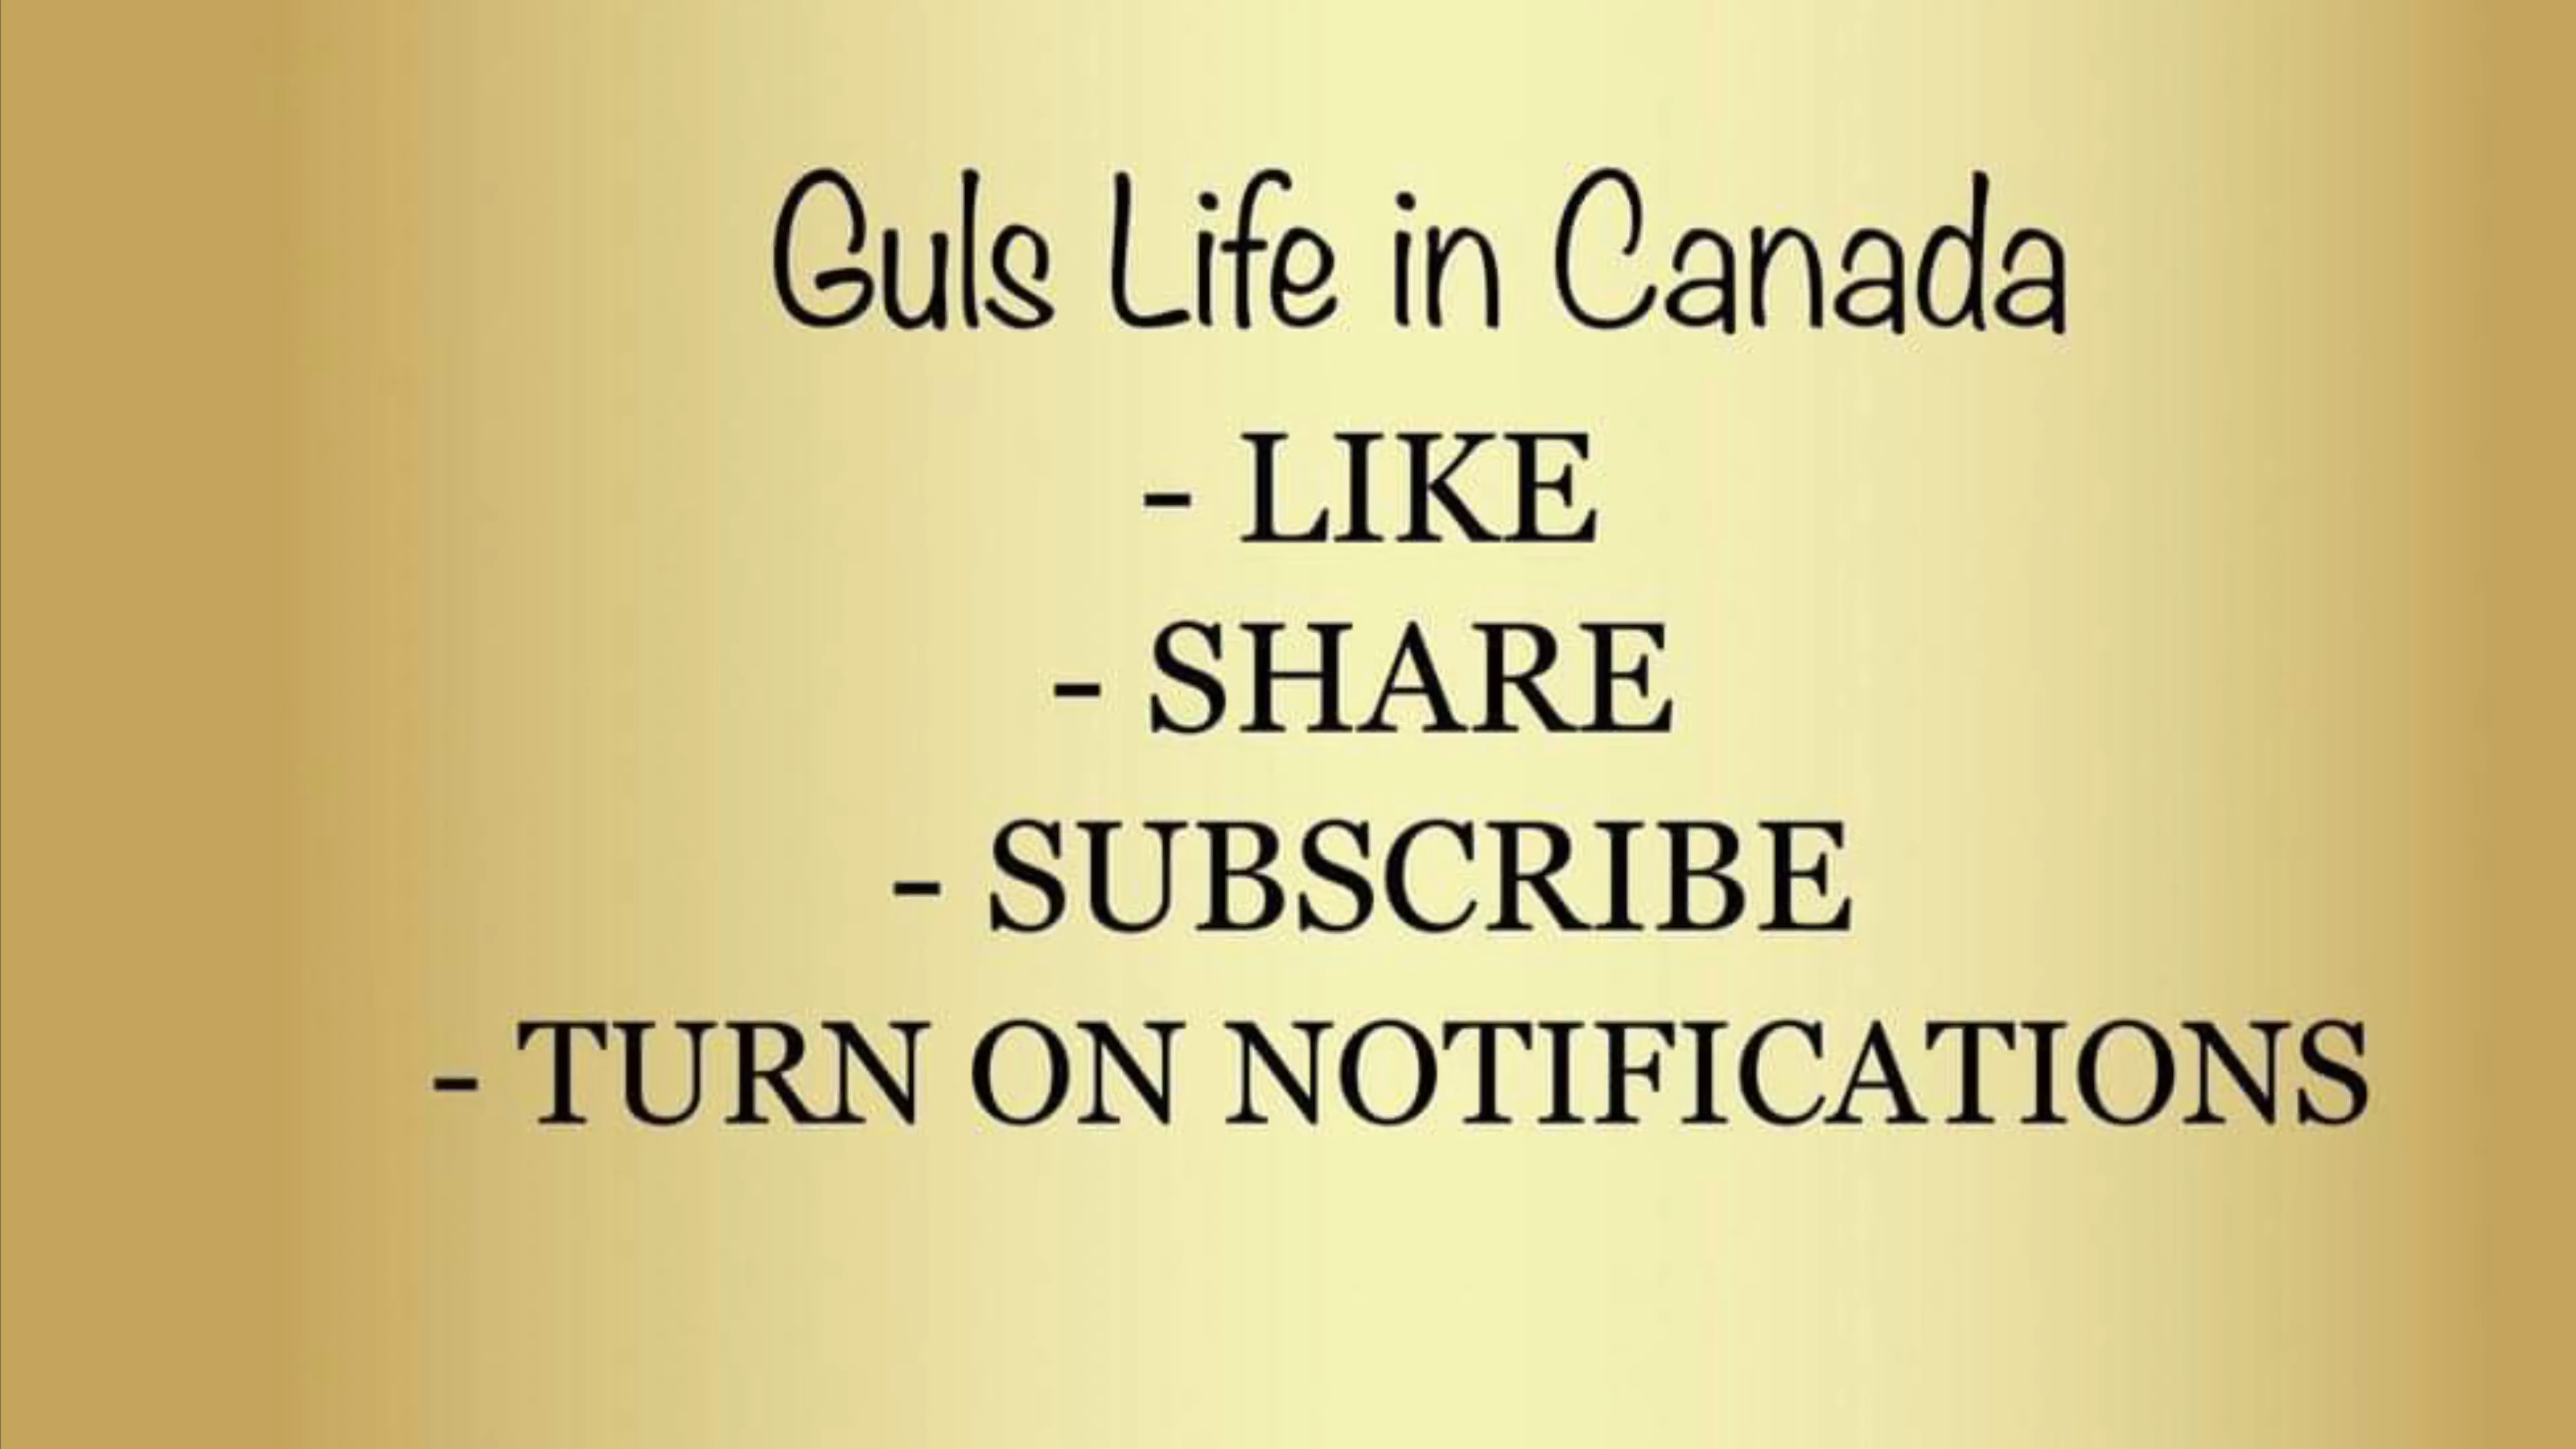 Guls Life in Canada
- LIKE
- SHARE
- SUBSCRIBE
- TURN ON NOTIFICATIONS